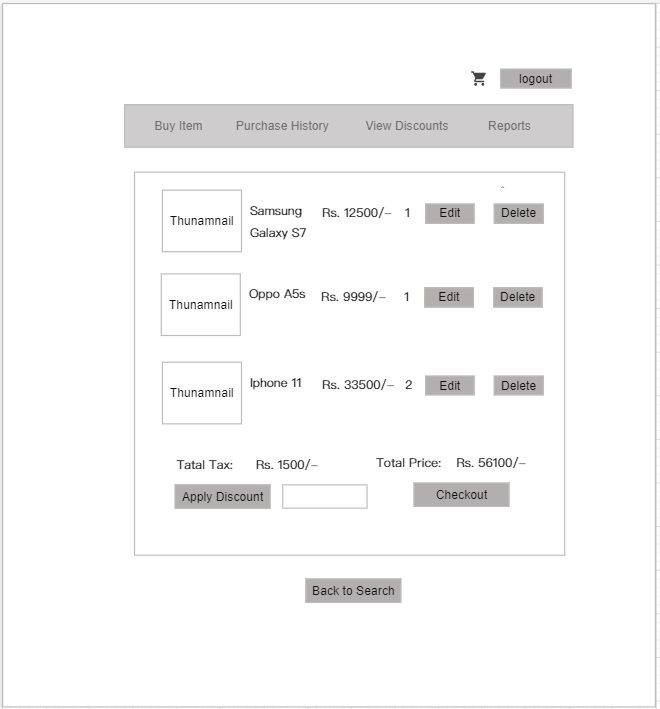 logout
Buy Item Purchase History View Discounts Reports
Thunamnail Samsung Galaxy S7 Rs. 12500/– 1 Edit Delete
Thunamnail Oppo A5s Rs. 9999/– 1 Edit Delete
Thunamnail Iphone 11 Rs. 33500/– 2 Edit Delete
Tatal Tax: Rs. 1500/– Total Price: Rs. 56100/–
Apply Discount Checkout
Back to Search